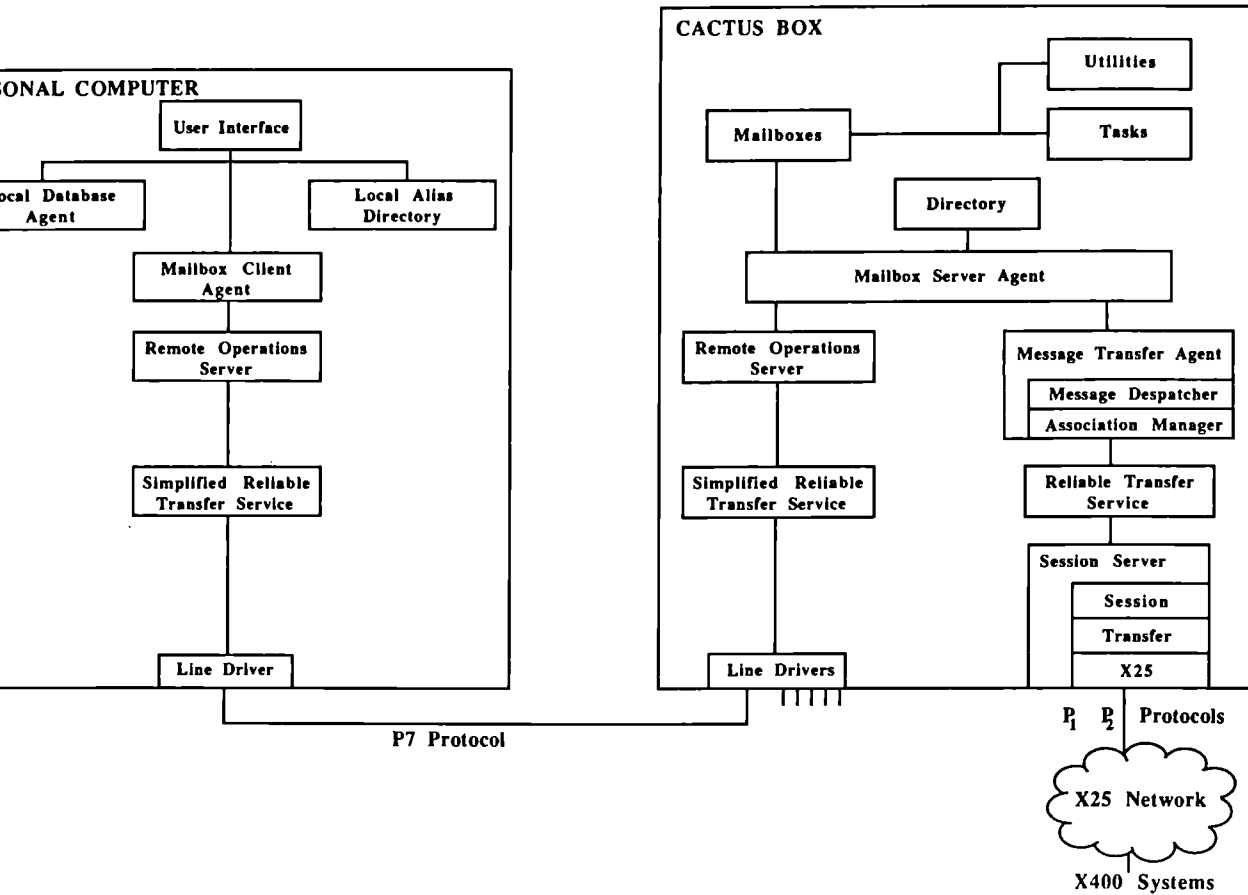 CACTUS BOX
Utilities
Mailboxes
Tasks
Directory
Mailbox Server Agent
Remote Operations
Server
Message Transfer Agent
Message Despatcher
Association Manager
Simplified Reliable
Transfer Service
Reliable Transfer
Service
Session Server
Session
Transfer
X25
Line Drivers
SONAL COMPUTER
User Interface
ocal Database
Agent
Local Alias
Directory
Mailbox Client
Agent
Remote Operations
Server
Simplified Reliable
Transfer Service
Line Driver
P7 Protocol
P1 P2 Protocols
X25 Network
X400 Systems